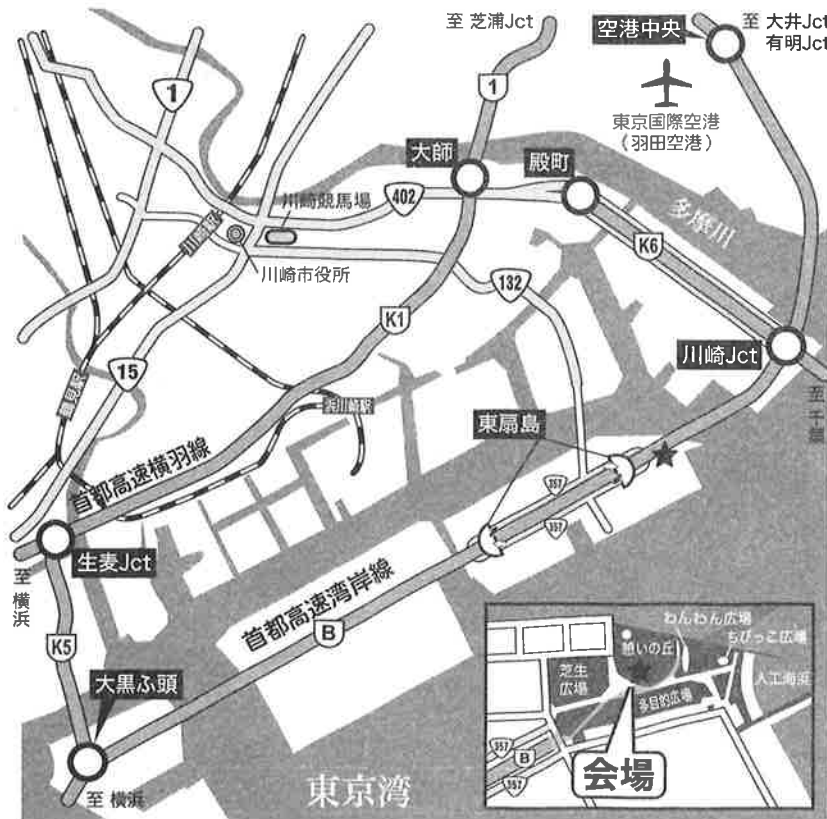 至 芝浦Jct
空港中央
至 大井Jct
有明Jct
1
1
東京国際空港
(羽田空港)
大師
殿町
多摩川
川崎競馬場
402
K6
川崎市役所
132
K1
川崎Jct
15
至 千葉
浜川崎駅
東扇島
首都高速横羽線
357
357
生麦Jct
至 横浜
首都高速湾岸線
B
K5
大黒ふ頭
至 横浜
東京湾
わんわん広場
憩いの丘
ちびっこ広場
芝生
広場
人工海浜
多目的広場
357
B
357
会場